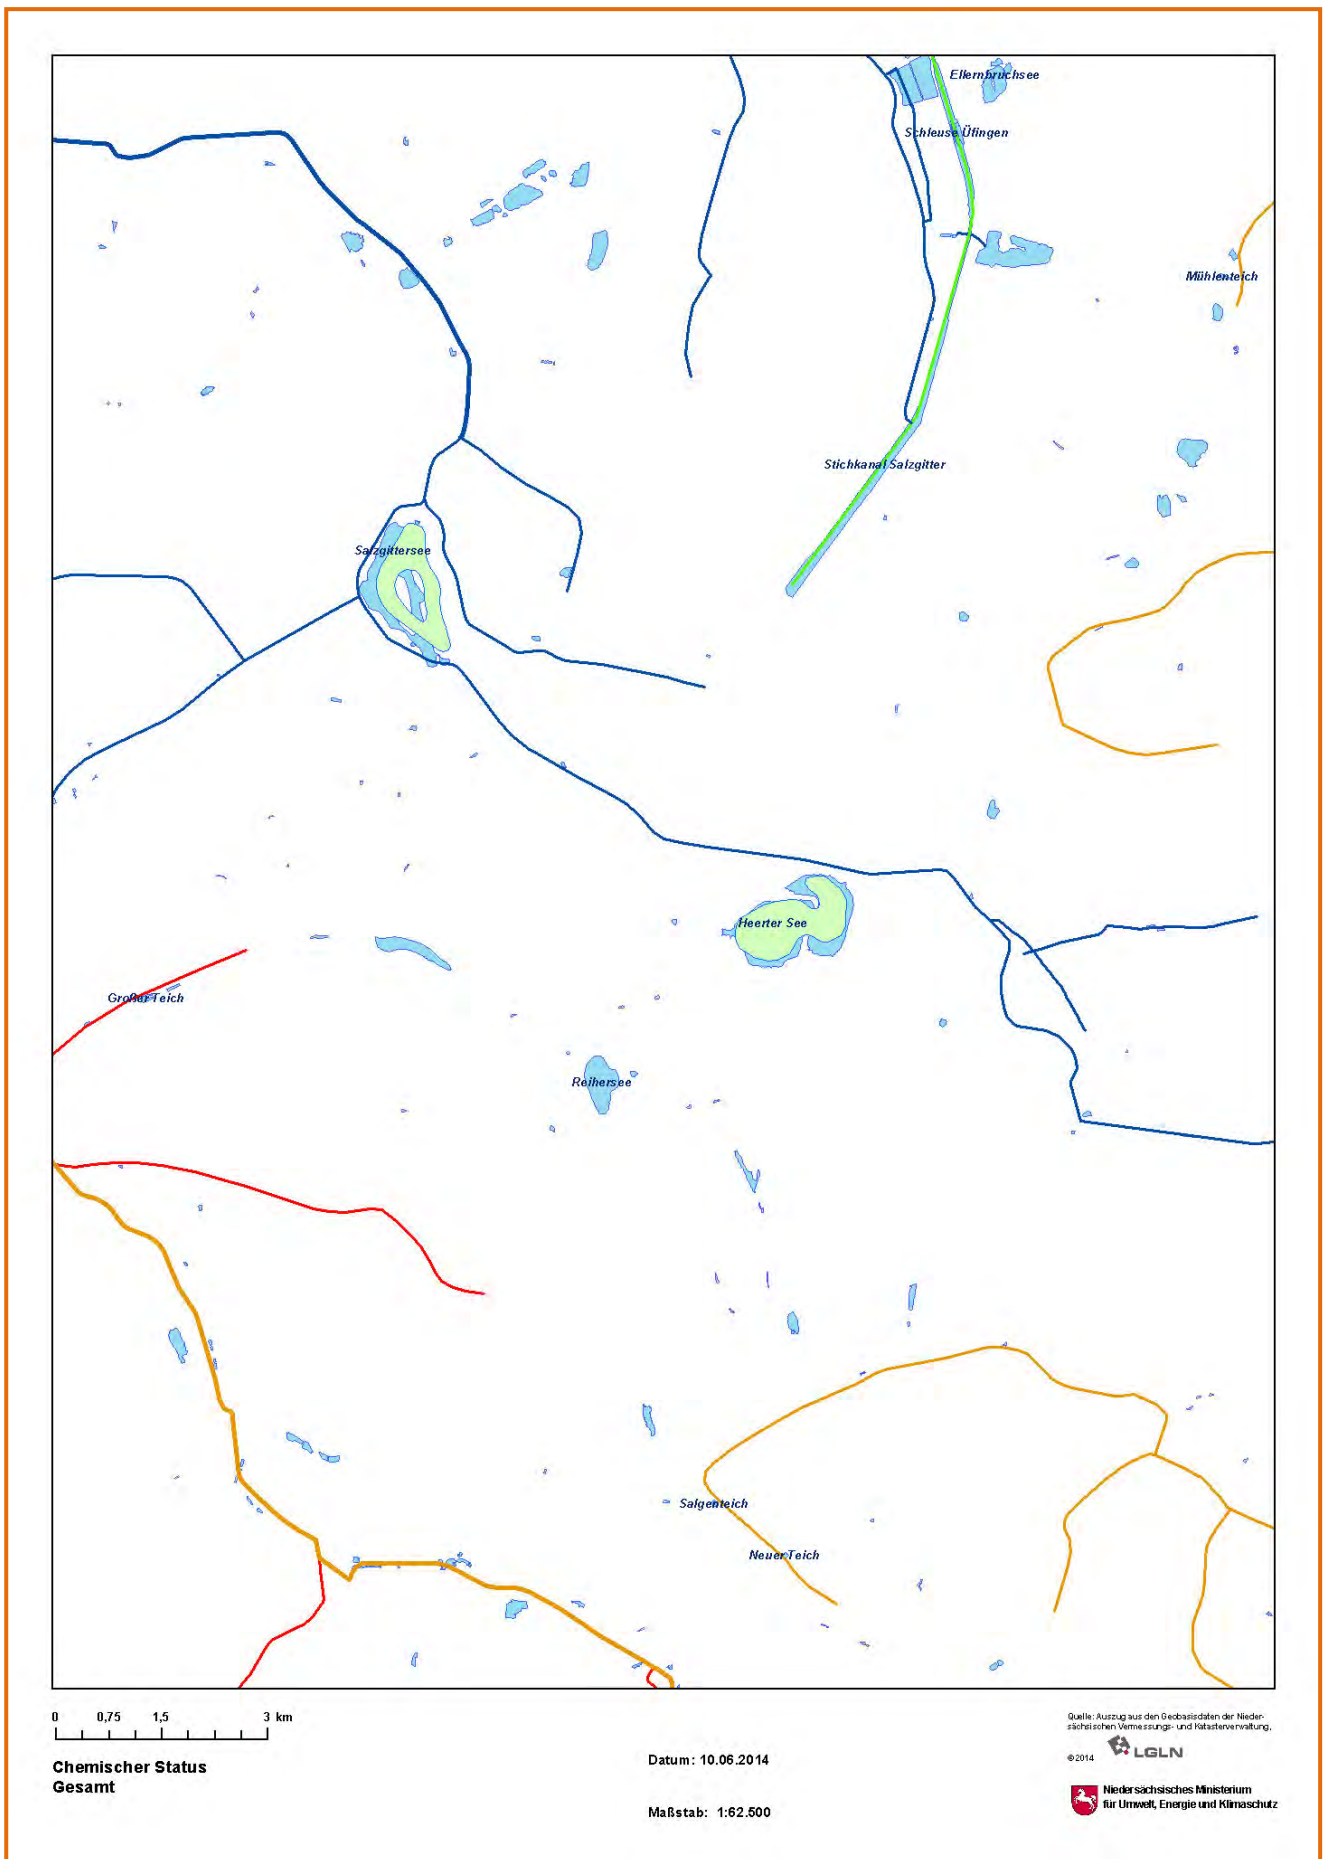 Ellernbruchsee
Schleuse Üfingen
Mühlenteich
Stichkanal Salzgitter
Salzgittersee
Heerter See
Großer Teich
Reihersee
Salgenteich
Neuer Teich
0 0,75 1,5 3 km
Chemischer Status
Gesamt
Datum: 10.06.2014
Maßstab: 1:62.500
Quelle: Auszug aus den Geobasisdaten der Nieder-
sächsischen Vermessungs- und Katasterverwaltung,
©2014 LGLN
Niedersächsisches Ministerium
für Umwelt, Energie und Klimaschutz